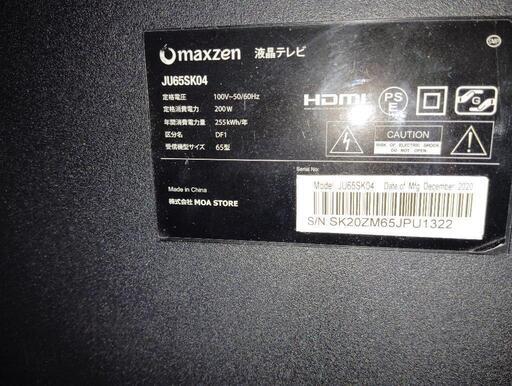 maxzen 液晶テレビ
JU65SK04
定格電圧 100V~50/60Hz
定格消費電力 200W
年間消費電力量 255kWh/年
区分名 DF1
受信機型サイズ 65型
HDMI
PS
E
CAUTION
RISK OF ELECTRIC SHOCK
DO NOT OPEN
Made in China
株式会社 MOA STORE
Serial No:
Model: JU65SK04 Date of Mfg. December. 2020
S/N.SK20ZM65JPU1322